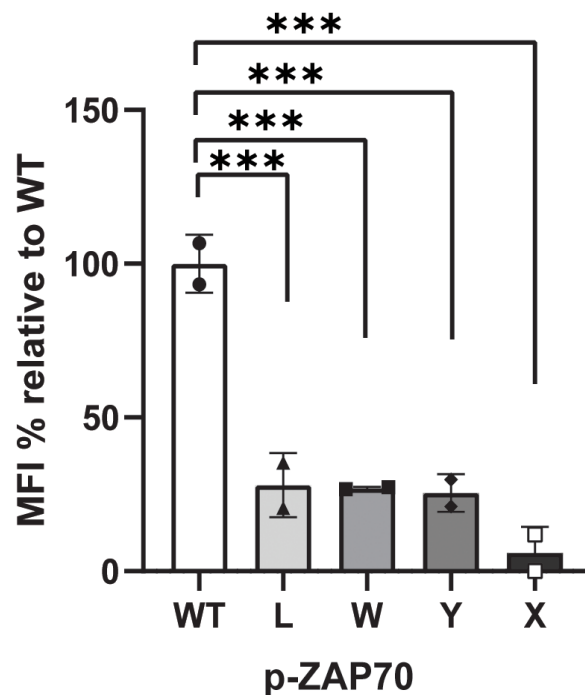 ***
***
***
***
150
100
50
0
MFI % relative to WT
WT L W Y X
p-ZAP70